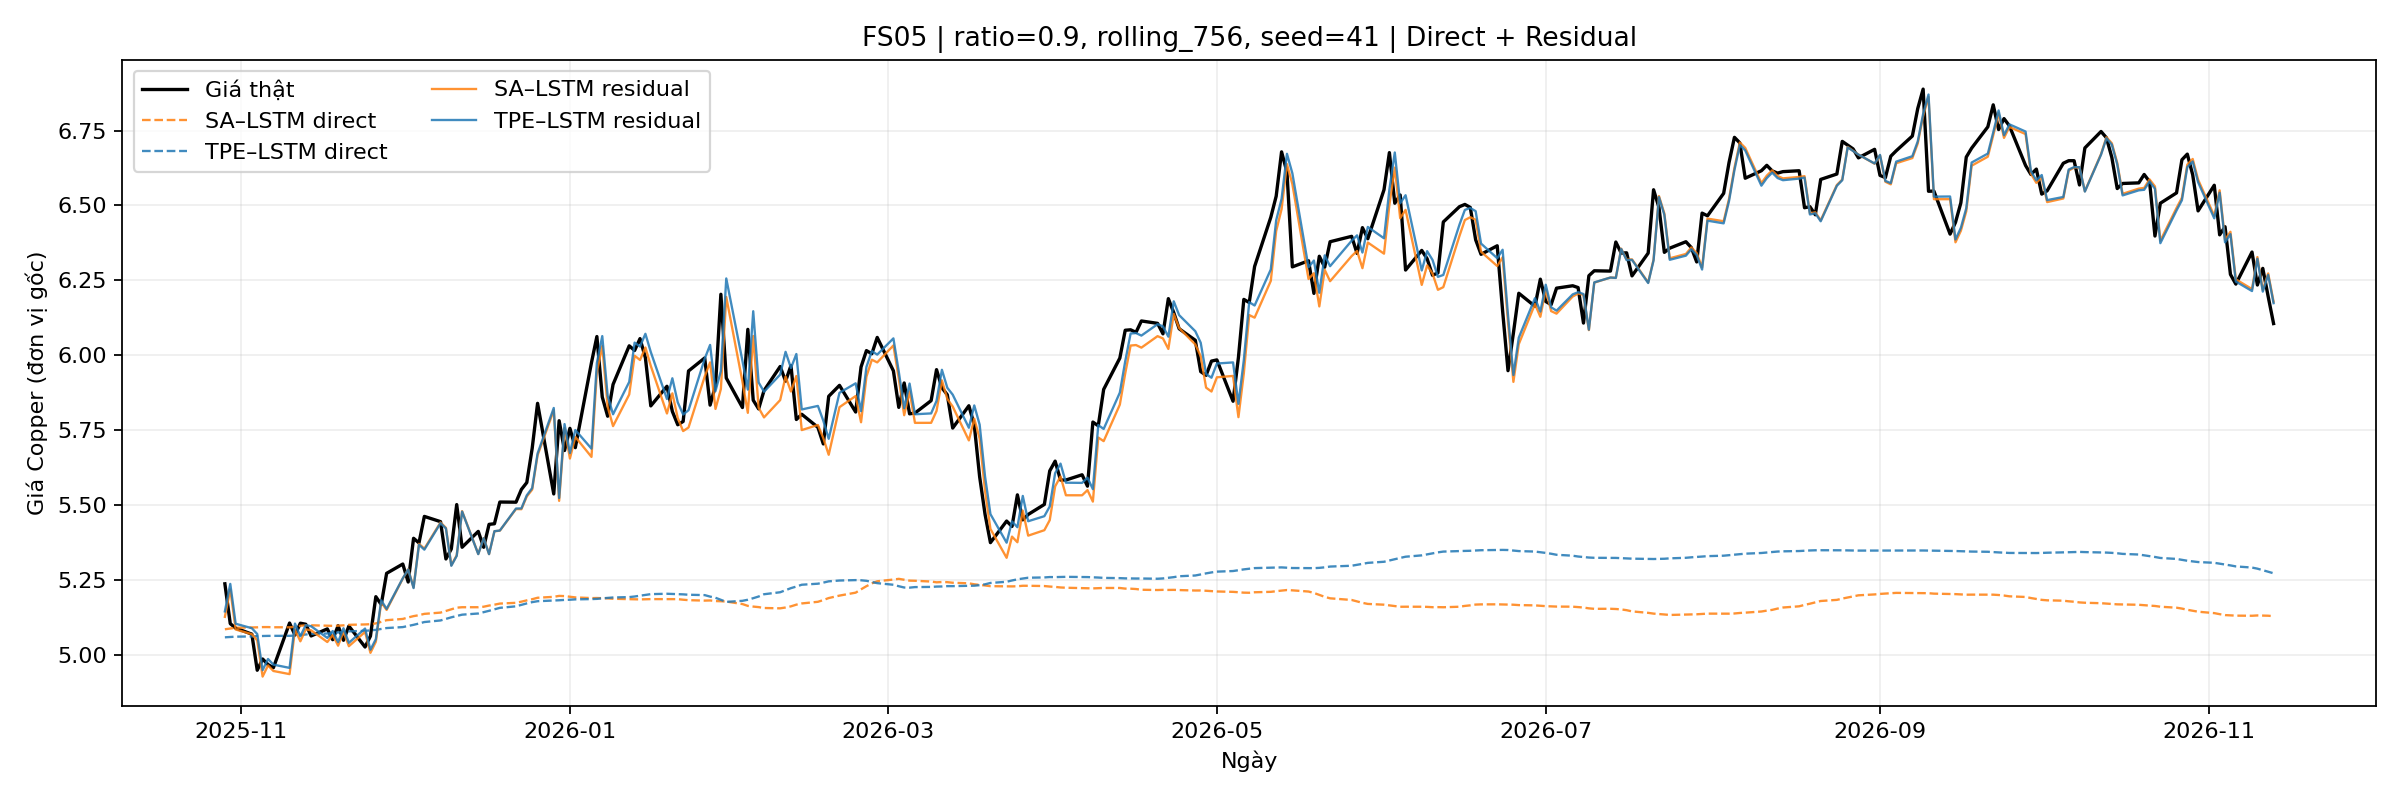 FS05 | ratio=0.9, rolling_756, seed=41 | Direct + Residual
Giá thật
SA–LSTM direct
TPE–LSTM direct
SA–LSTM residual
TPE–LSTM residual
Giá Copper (đơn vị gốc)
6.75
6.50
6.25
6.00
5.75
5.50
5.25
5.00
2025-11
2026-01
2026-03
2026-05
2026-07
2026-09
2026-11
Ngày